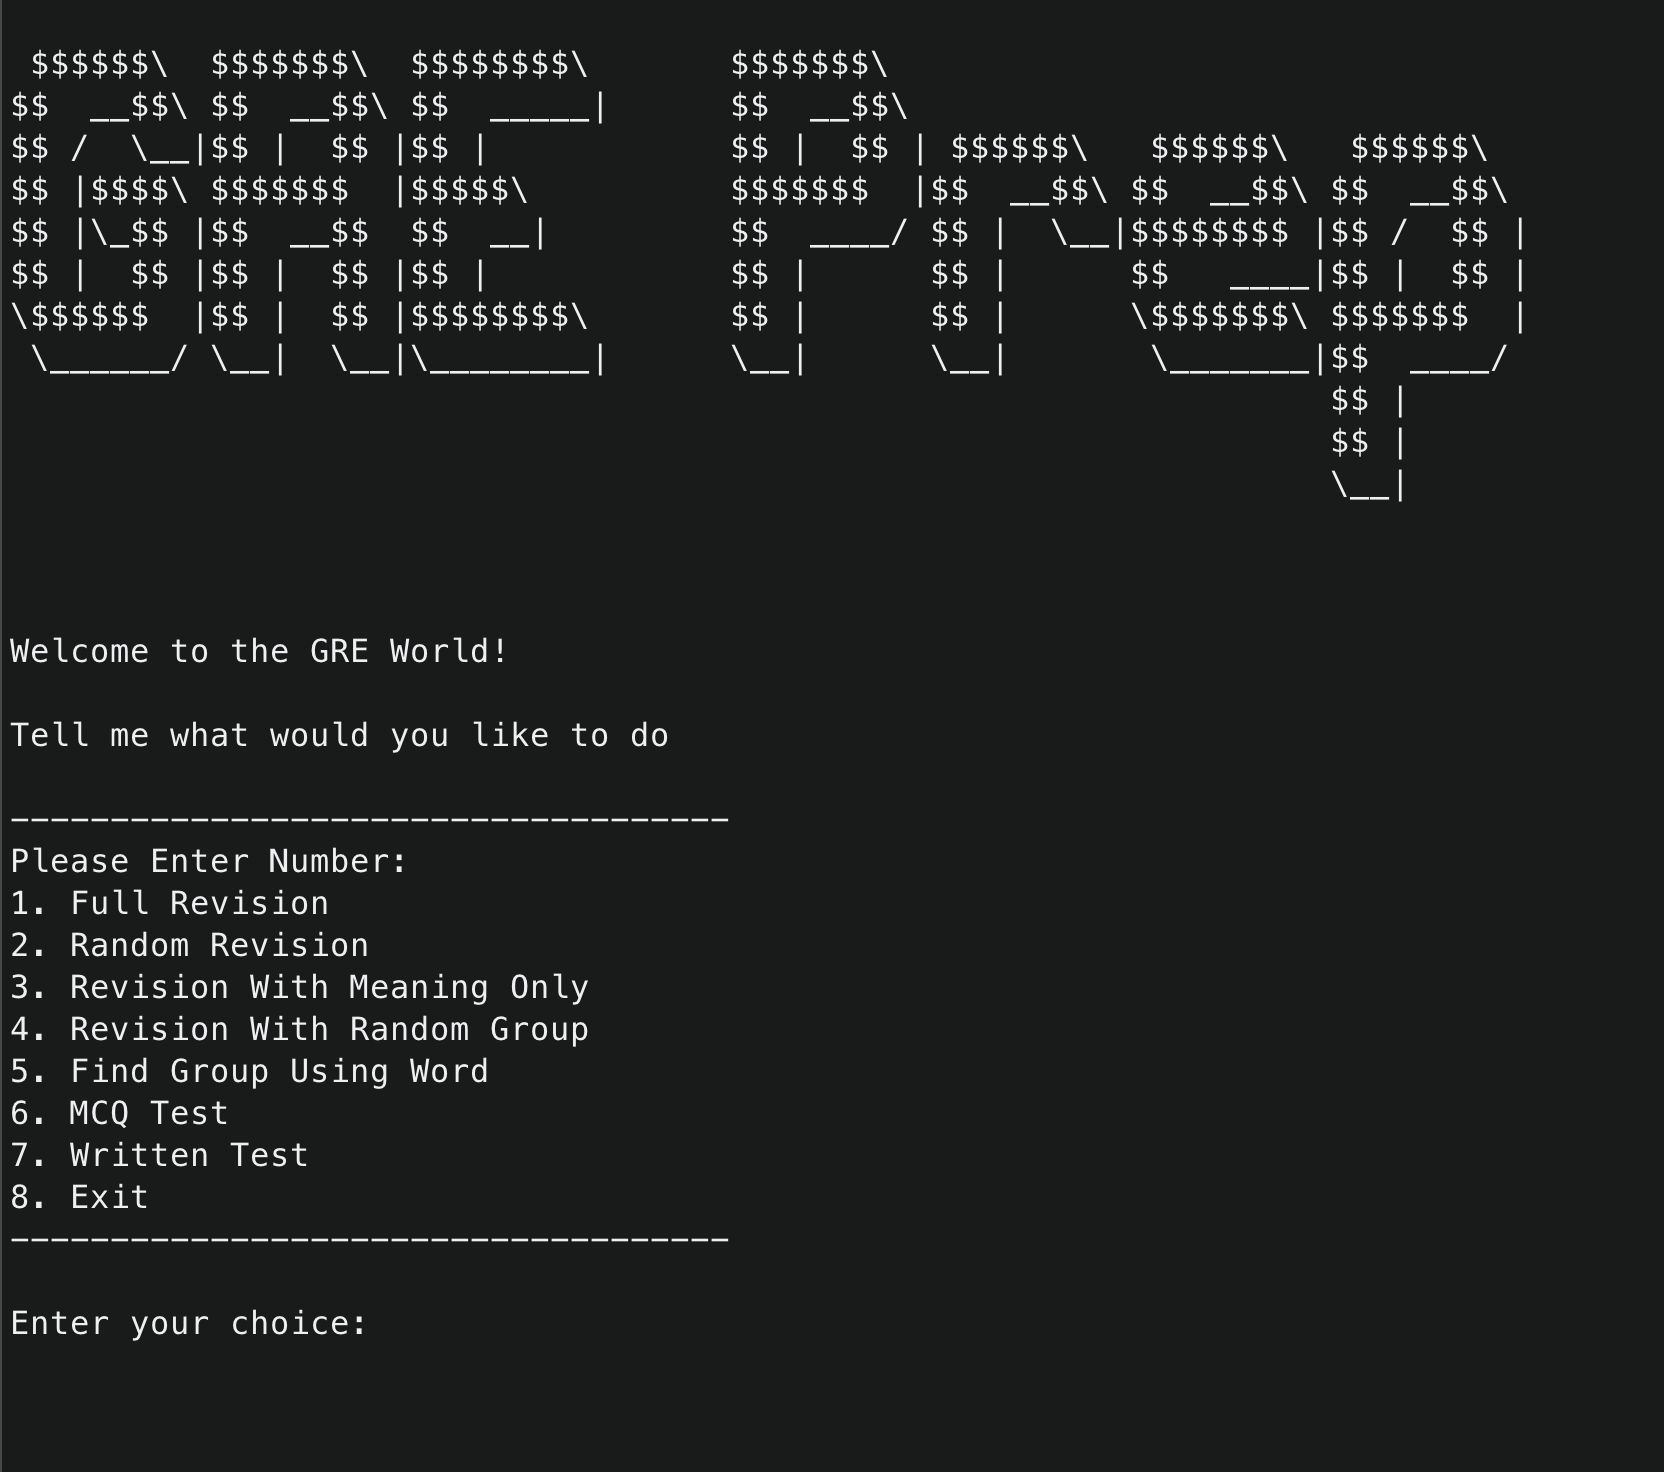 $$$$$$\  $$$$$$$\  $$$$$$$$\       $$$$$$$\
$$  __$$\ $$  __$$\ $$  _____|      $$  __$$\
$$ /  \__|$$ |  $$ |$$ |            $$ |  $$ | $$$$$$\   $$$$$$\   $$$$$$\
$$ |$$$$\ $$$$$$$  |$$$$$\          $$$$$$$  |$$  __$$\ $$  __$$\ $$  __$$\
$$ |\_$$ |$$  __$$  $$  __|         $$  ____/ $$ |  \__|$$$$$$$$ |$$ /  $$ |
$$ |  $$ |$$ |  $$ |$$ |            $$ |      $$ |      $$   ____|$$ |  $$ |
\$$$$$$  |$$ |  $$ |$$$$$$$$\       $$ |      $$ |      \$$$$$$$\ $$$$$$$  |
 \______/ \__|  \__|\________|      \__|      \__|       \_______|$$  ____/
                                                                  $$ |
                                                                  $$ |
                                                                  \__|
Welcome to the GRE World!
Tell me what would you like to do
------------------------------------
Please Enter Number:
1. Full Revision
2. Random Revision
3. Revision With Meaning Only
4. Revision With Random Group
5. Find Group Using Word
6. MCQ Test
7. Written Test
8. Exit
------------------------------------
Enter your choice: